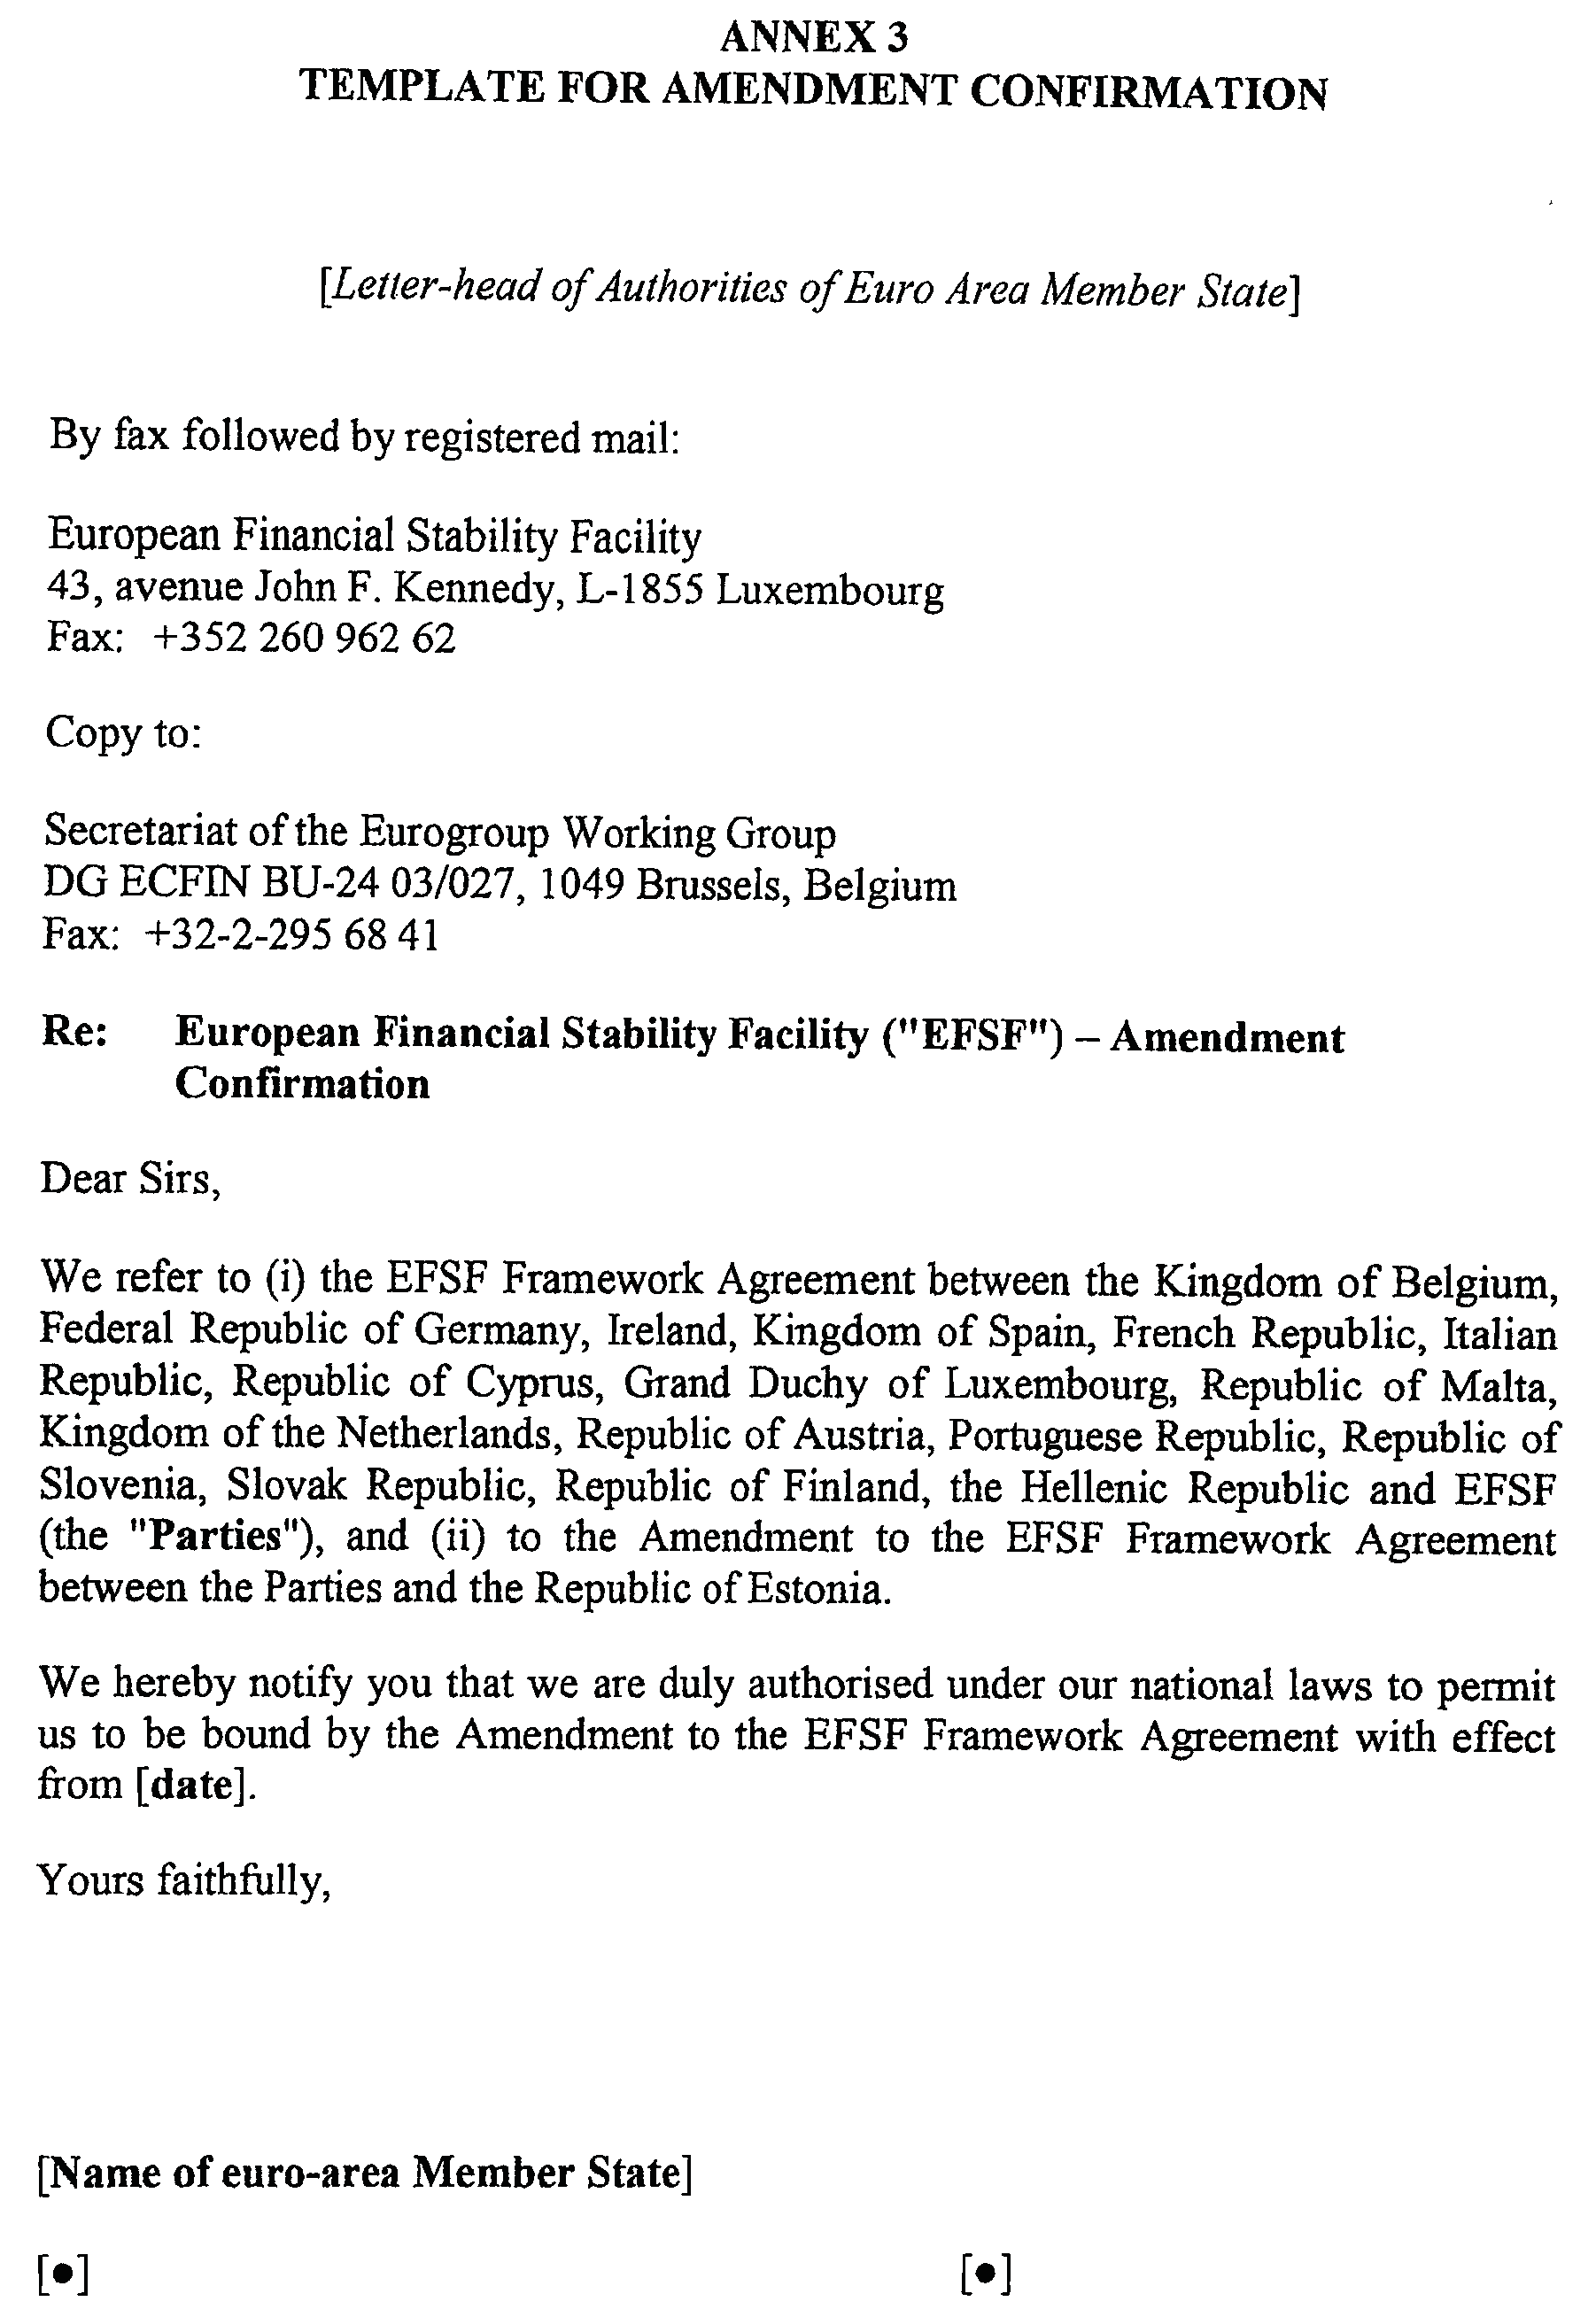 ANNEX 3
TEMPLATE FOR AMENDMENT CONFIRMATION
[Letter-head of Authorities of Euro Area Member State]
By fax followed by registered mail:
European Financial Stability Facility
43, avenue John F. Kennedy, L-1855 Luxembourg
Fax: +352 260 962 62
Copy to:
Secretariat of the Eurogroup Working Group
DG ECFIN BU-24 03/027, 1049 Brussels, Belgium
Fax: +32-2-295 68 41
Re: European Financial Stability Facility ("EFSF") – Amendment
Confirmation
Dear Sirs,
We refer to (i) the EFSF Framework Agreement between the Kingdom of Belgium,
Federal Republic of Germany, Ireland, Kingdom of Spain, French Republic, Italian
Republic, Republic of Cyprus, Grand Duchy of Luxembourg, Republic of Malta,
Kingdom of the Netherlands, Republic of Austria, Portuguese Republic, Republic of
Slovenia, Slovak Republic, Republic of Finland, the Hellenic Republic and EFSF
(the "Parties"), and (ii) to the Amendment to the EFSF Framework Agreement
between the Parties and the Republic of Estonia.
We hereby notify you that we are duly authorised under our national laws to permit
us to be bound by the Amendment to the EFSF Framework Agreement with effect
from [date].
Yours faithfully,
[Name of euro-area Member State]
[•] [•]